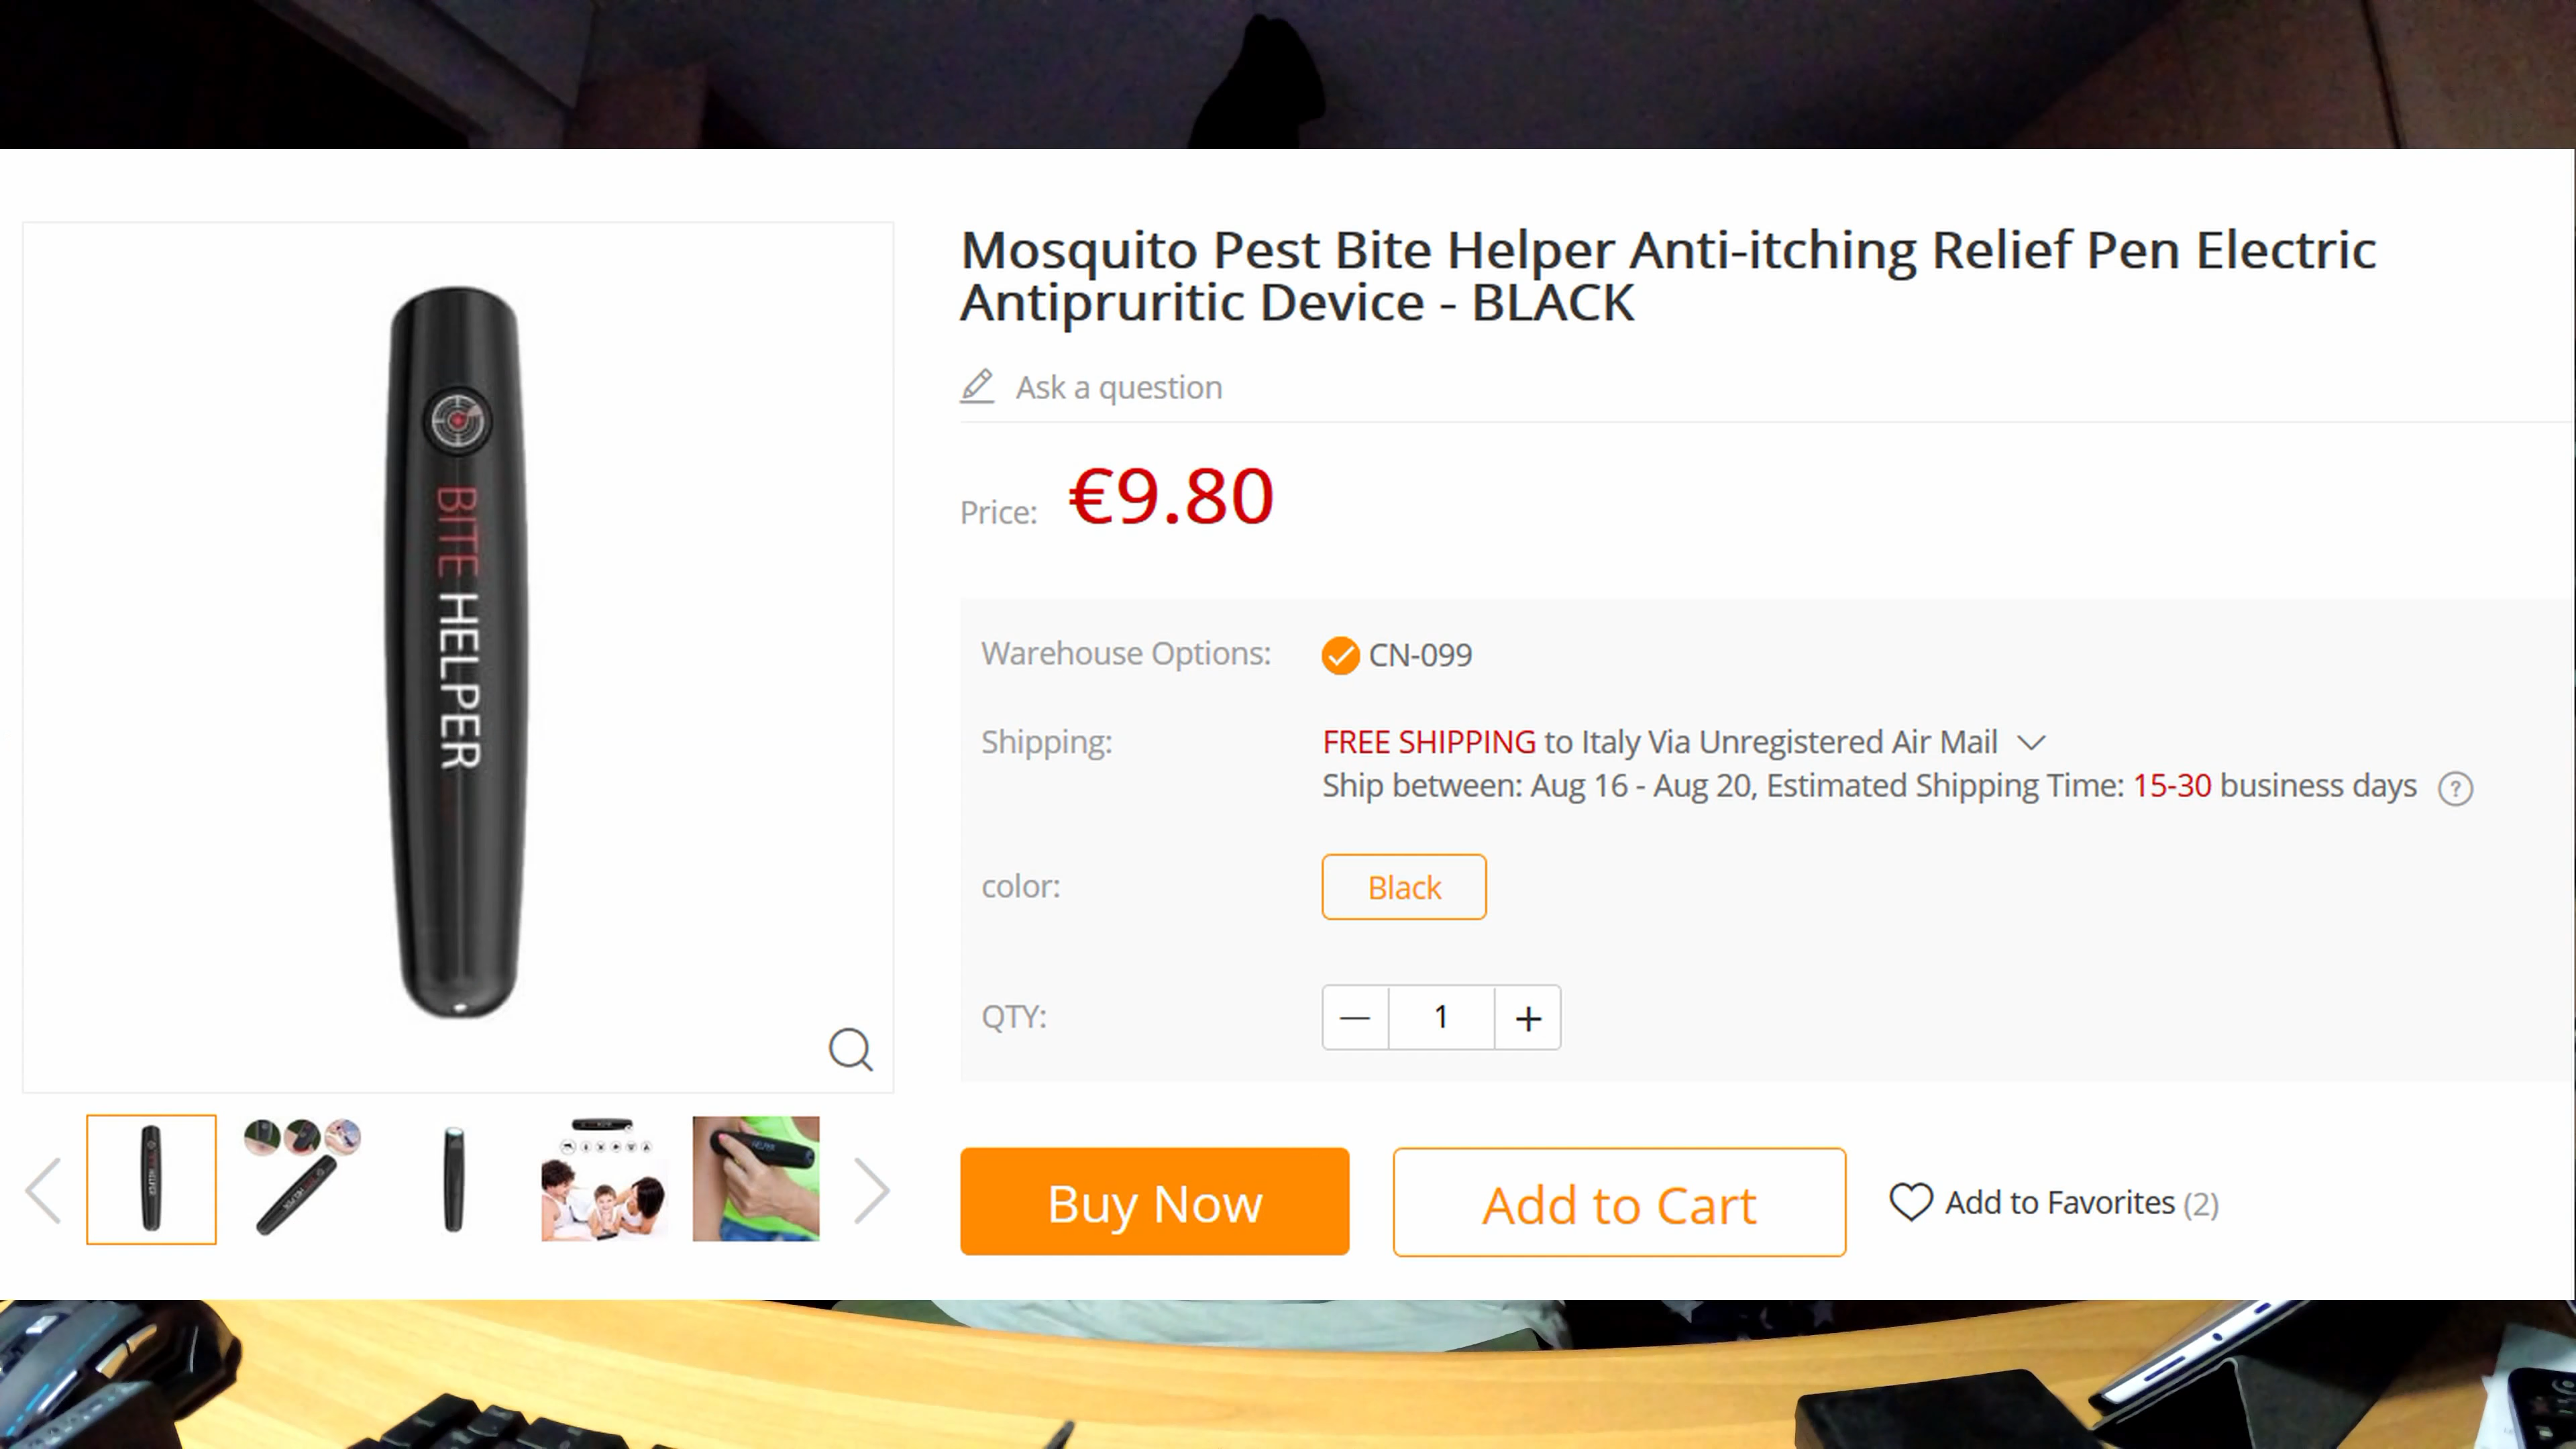 Mosquito Pest Bite Helper Anti-itching Relief Pen Electric
Antipruritic Device - BLACK
Ask a question
Price: €9.80
BITE HELPER
Warehouse Options: CN-099
Shipping: FREE SHIPPING to Italy Via Unregistered Air Mail
Ship between: Aug 16 - Aug 20, Estimated Shipping Time: 15-30 business days ?
color: Black
QTY: — 1 +
HELPER
Buy Now
Add to Cart
Add to Favorites (2)